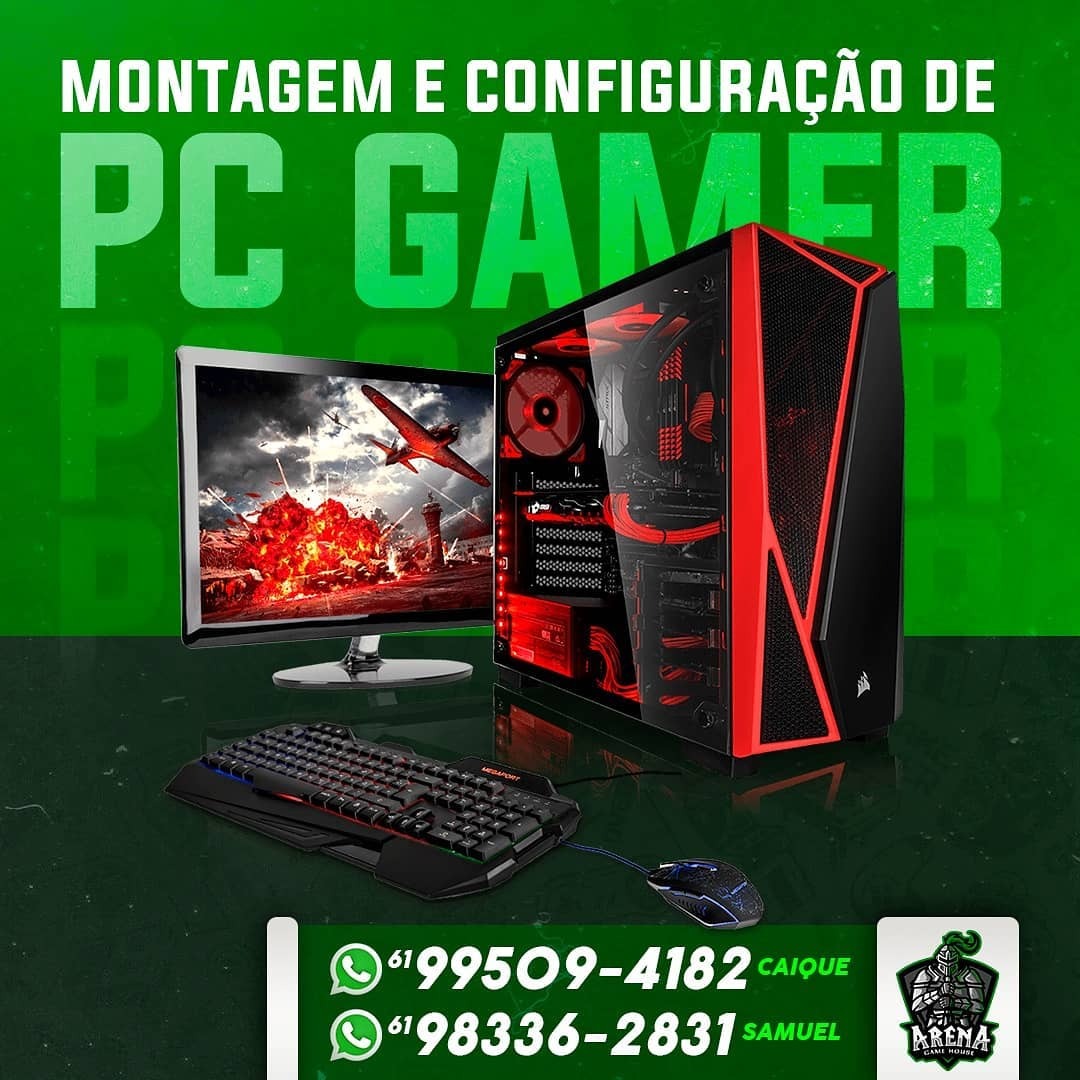 MONTAGEM E CONFIGURAÇÃO DE
PC GAMER
MEGAPORT
61 99509-4182 CAIQUE
61 98336-2831 SAMUEL
ARENA
GAME HOUSE